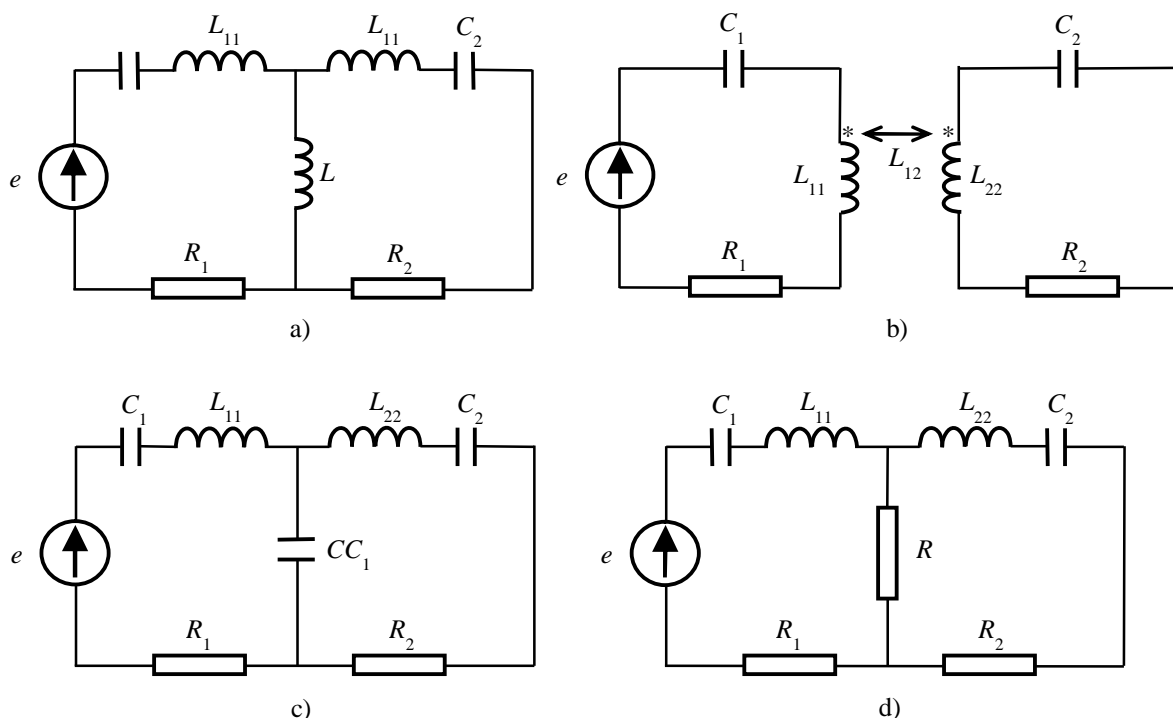 L11 L11 C2
e
L
R1 R2
a)
C1 C2
e
* *
L11 L12 L22
R1 R2
b)
C1 L11 L22 C2
e
CC1
R1 R2
c)
C1 L11 L22 C2
e
R
R1 R2
d)